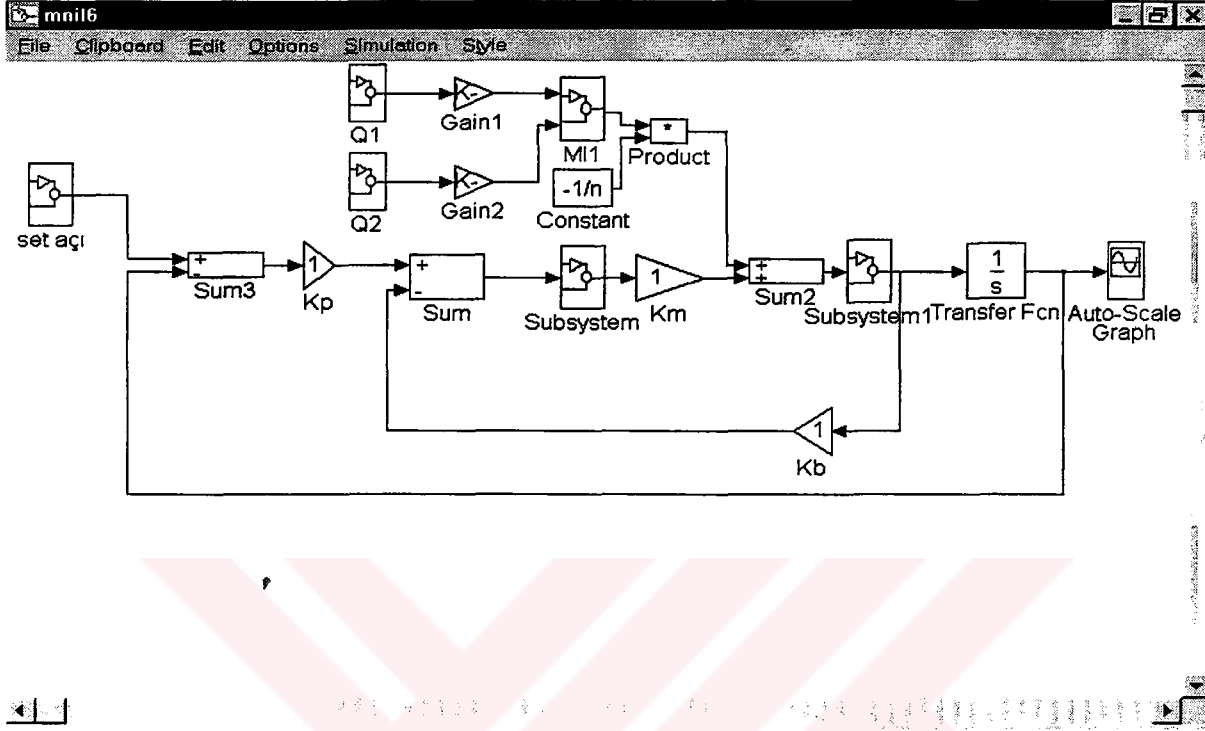 mnil6
File Clipboard Edit Options Simulation Style
Q1
K-
Gain1
MI1
*
Product
Q2
K-
Gain2
-1/n
Constant
set açı
+
-
Sum3
1
Kp
+
-
Sum
Subsystem
1
Km
+
+
Sum2
Subsystem1
1
s
Transfer Fcn
Auto-Scale
Graph
1
Kb